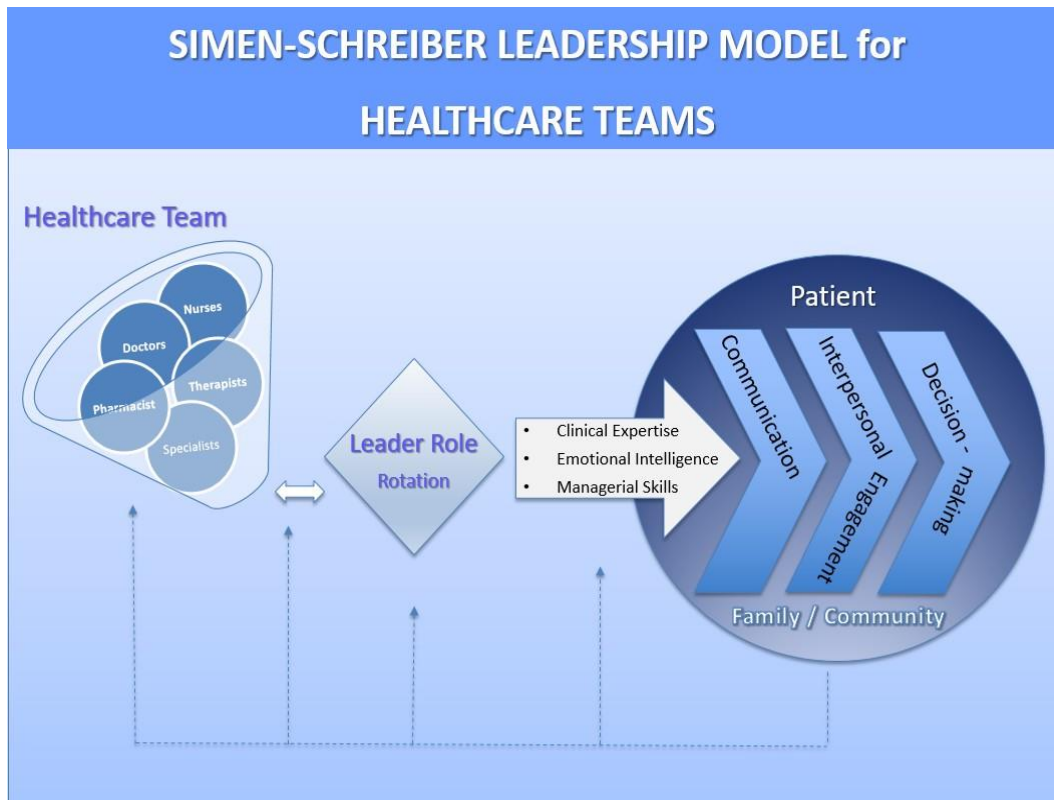 SIMEN-SCHREIBER LEADERSHIP MODEL for
HEALTHCARE TEAMS
Healthcare Team
Nurses
Doctors
Therapists
Pharmacist
Specialists
Leader Role
Rotation
• Clinical Expertise
• Emotional Intelligence
• Managerial Skills
Patient
Communication
Interpersonal Engagement
Decision - making
Family / Community